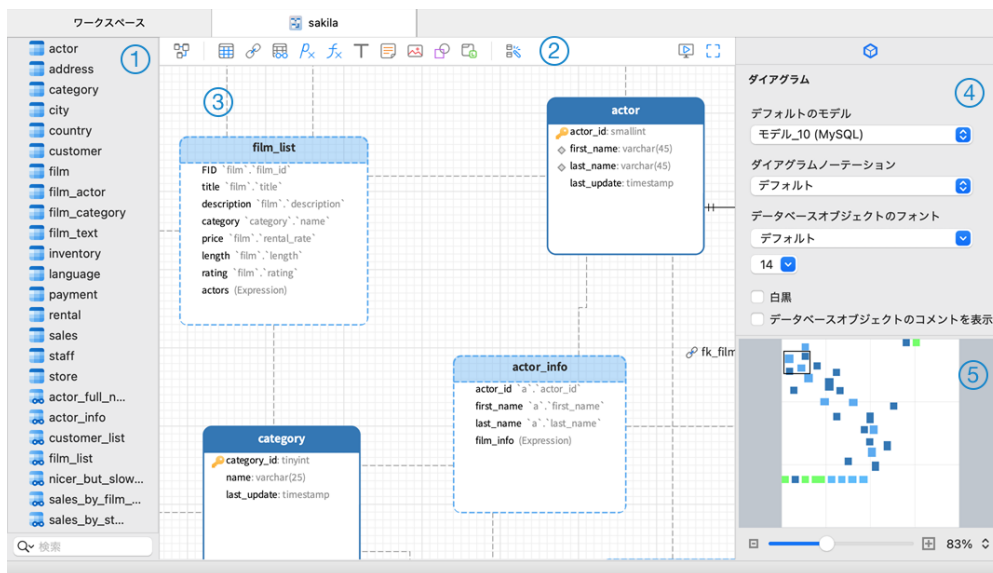 ワークスペース
sakila
actor
address
category
city
country
customer
film
film_actor
film_category
film_text
inventory
language
payment
rental
sales
staff
store
actor_full_n...
actor_info
customer_list
film_list
nicer_but_slow...
sales_by_film_...
sales_by_st...
検索
1
2
3
film_list
FID `film`.`film_id`
title `film`.`title`
description `film`.`description`
category `category`.`name`
price `film`.`rental_rate`
length `film`.`length`
rating `film`.`rating`
actors (Expression)
actor
actor_id: smallint
first_name: varchar(45)
last_name: varchar(45)
last_update: timestamp
fk_film
actor_info
actor_id `a`.`actor_id`
first_name `a`.`first_name`
last_name `a`.`last_name`
film_info (Expression)
category
category_id: tinyint
name: varchar(25)
last_update: timestamp
ダイアグラム
4
デフォルトのモデル
モデル_10 (MySQL)
ダイアグラムノーテーション
デフォルト
データベースオブジェクトのフォント
デフォルト
14
白黒
データベースオブジェクトのコメントを表示
5
83%